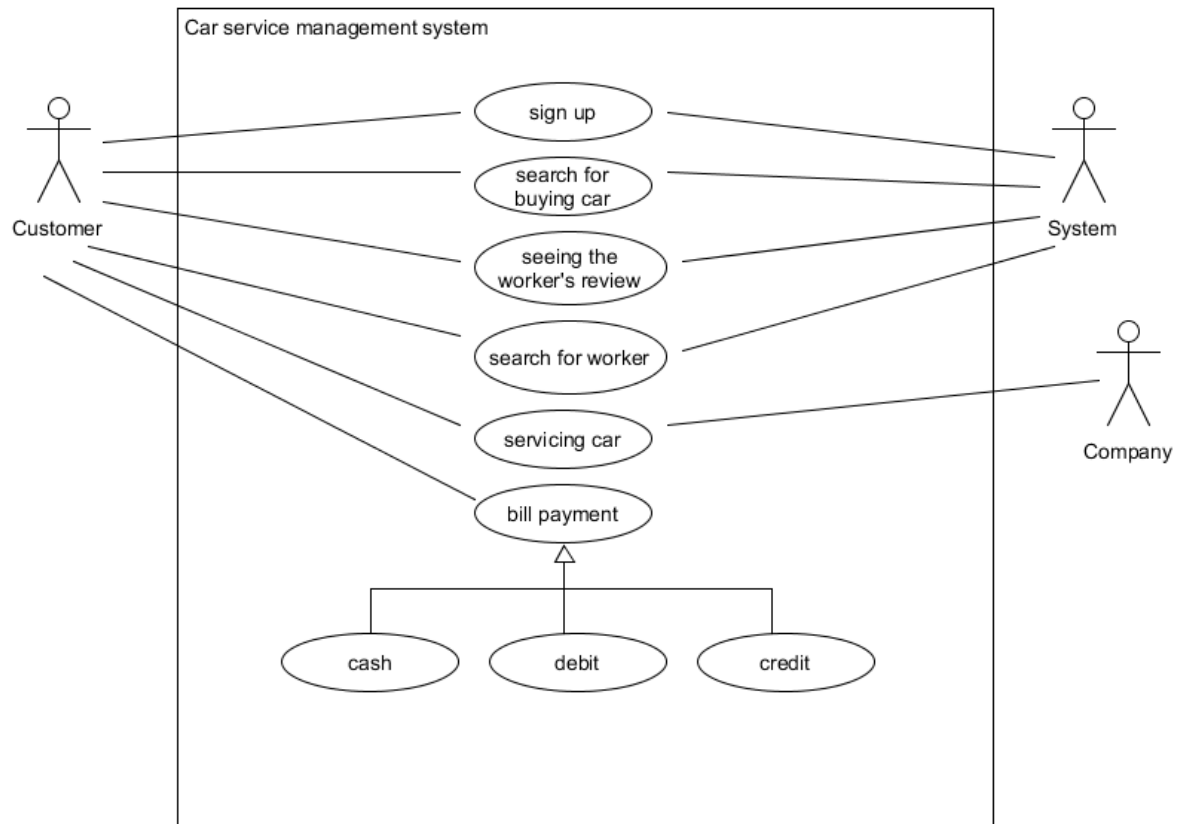 Car service management system
sign up
search for
buying car
Customer
System
seeing the
worker's review
search for worker
servicing car
Company
bill payment
cash
debit
credit